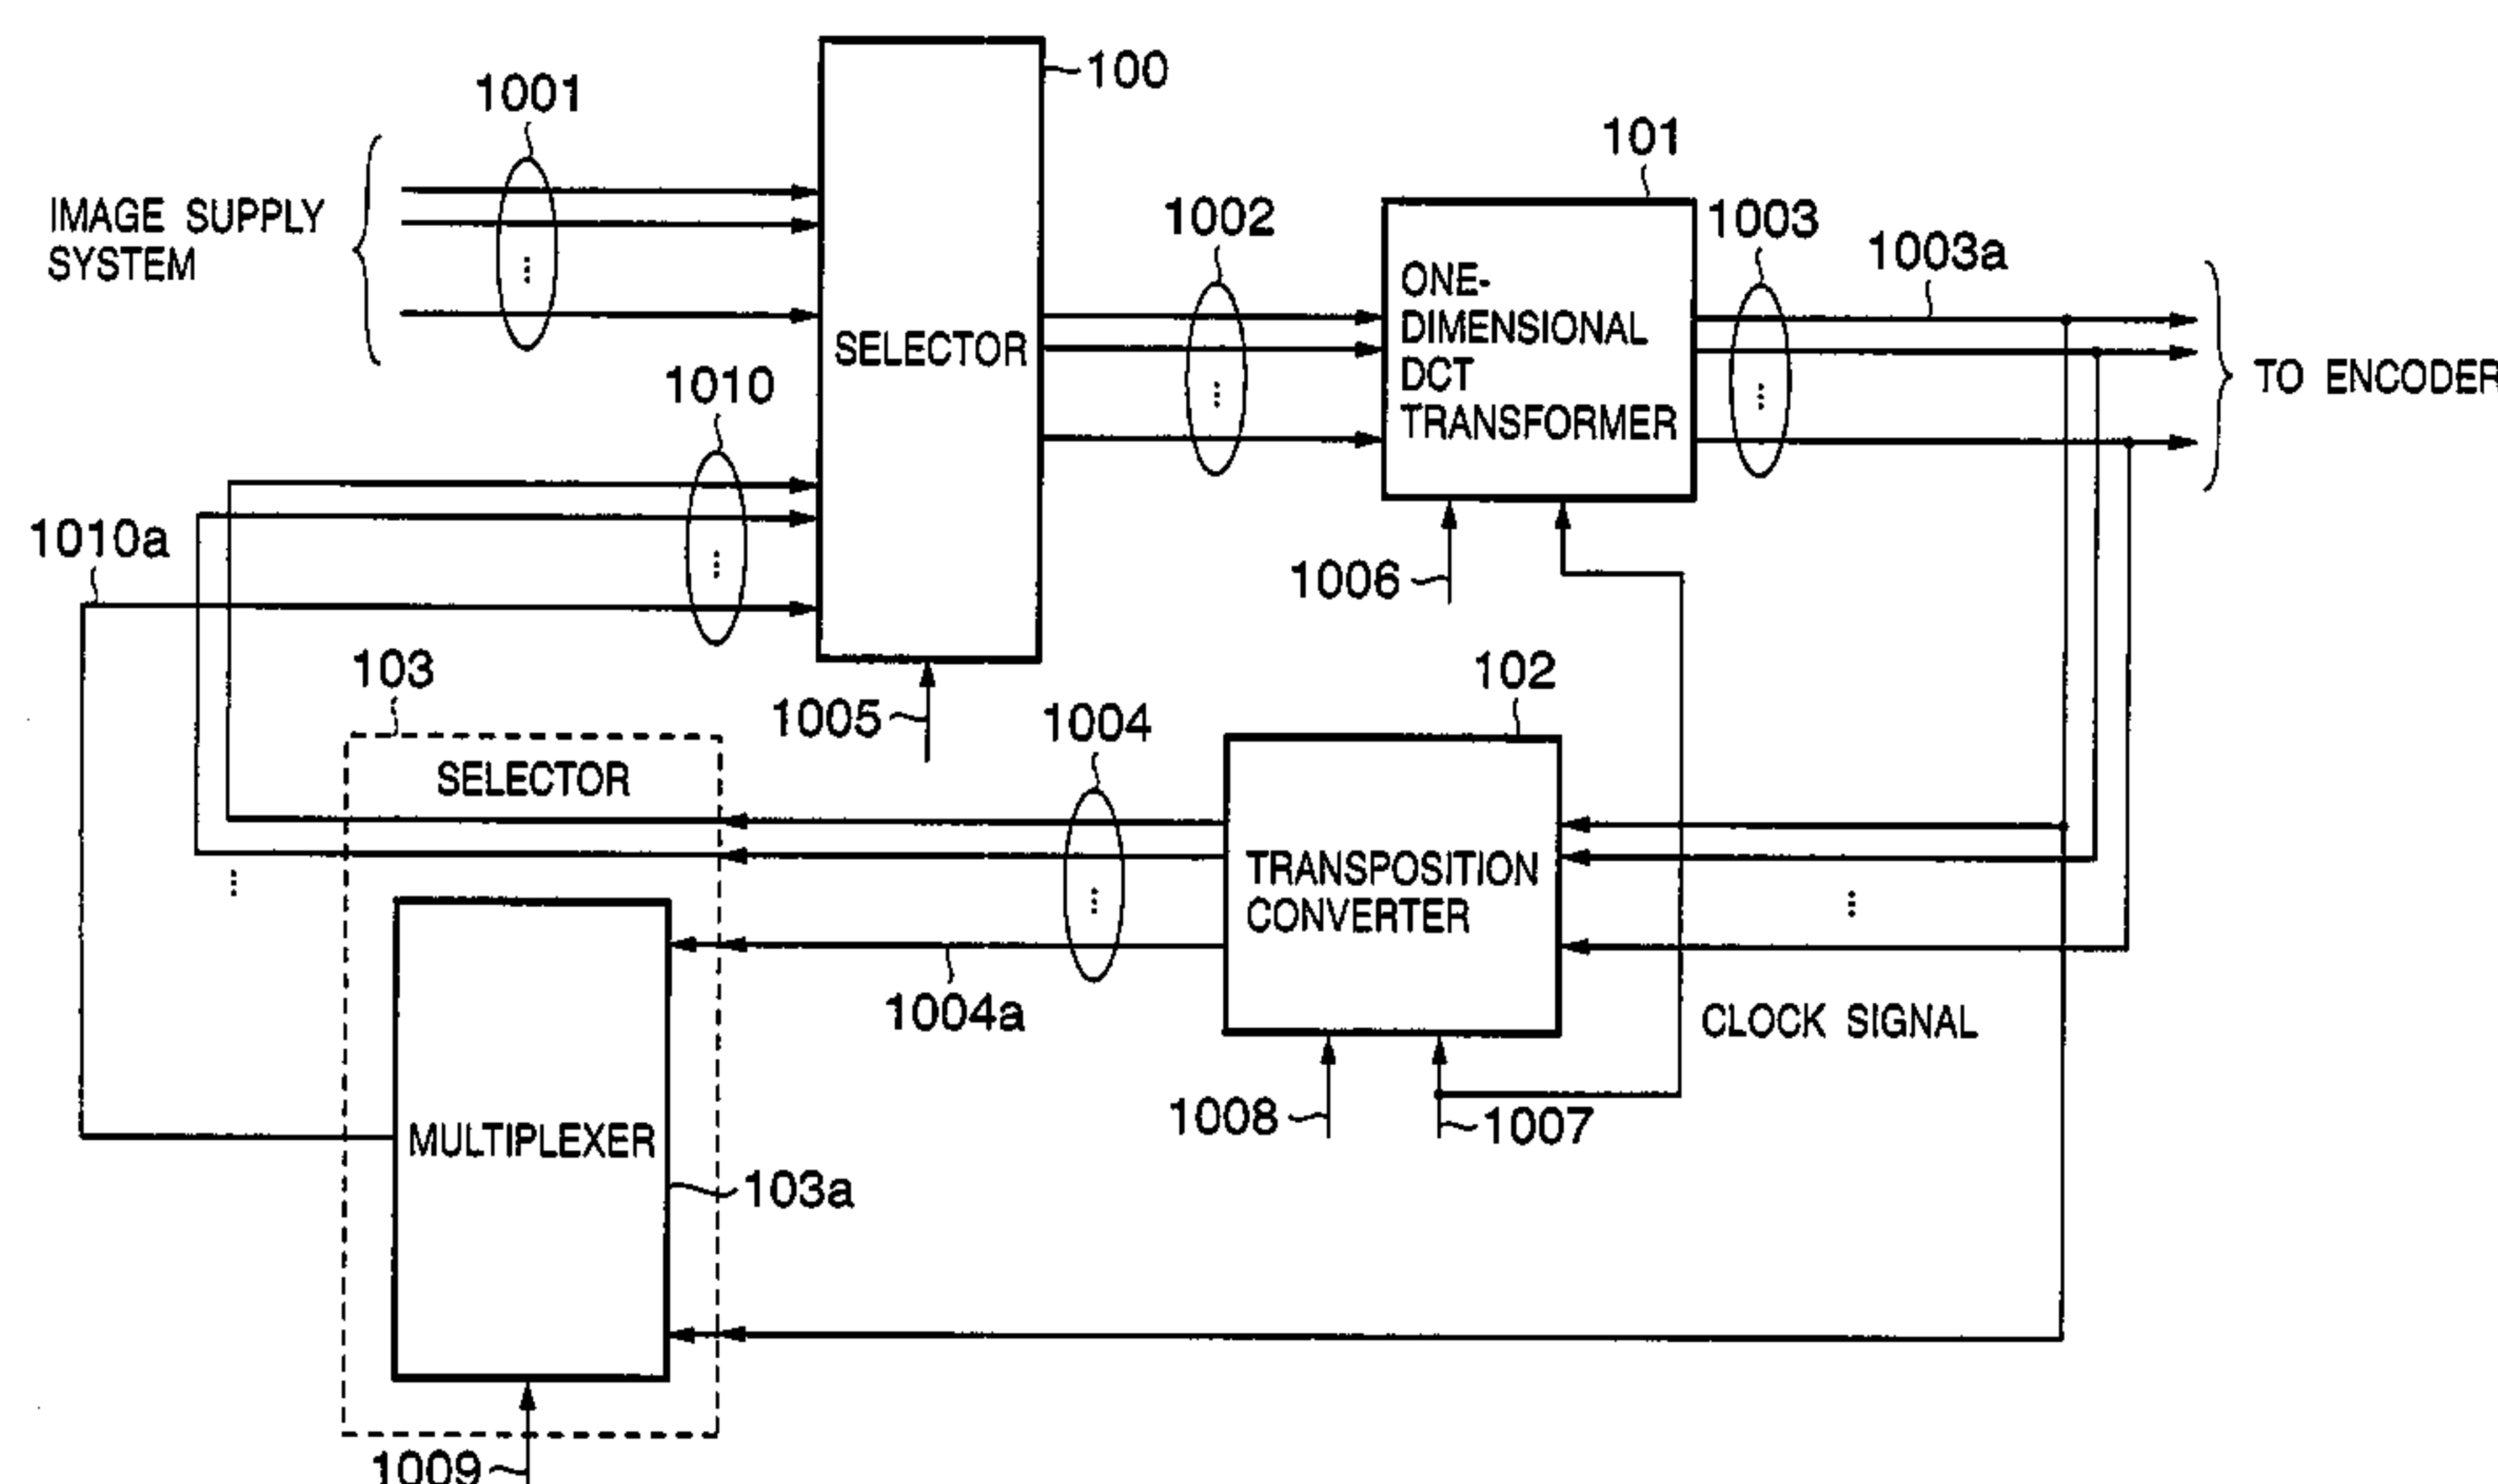 100
1001
101
IMAGE SUPPLY
SYSTEM
1002
1003
1003a
ONE-
DIMENSIONAL
DCT
TRANSFORMER
SELECTOR
TO ENCODER
1010
1010a
1006
103
102
1005
1004
SELECTOR
TRANSPOSITION
CONVERTER
1004a
CLOCK SIGNAL
1008
1007
MULTIPLEXER
103a
1009